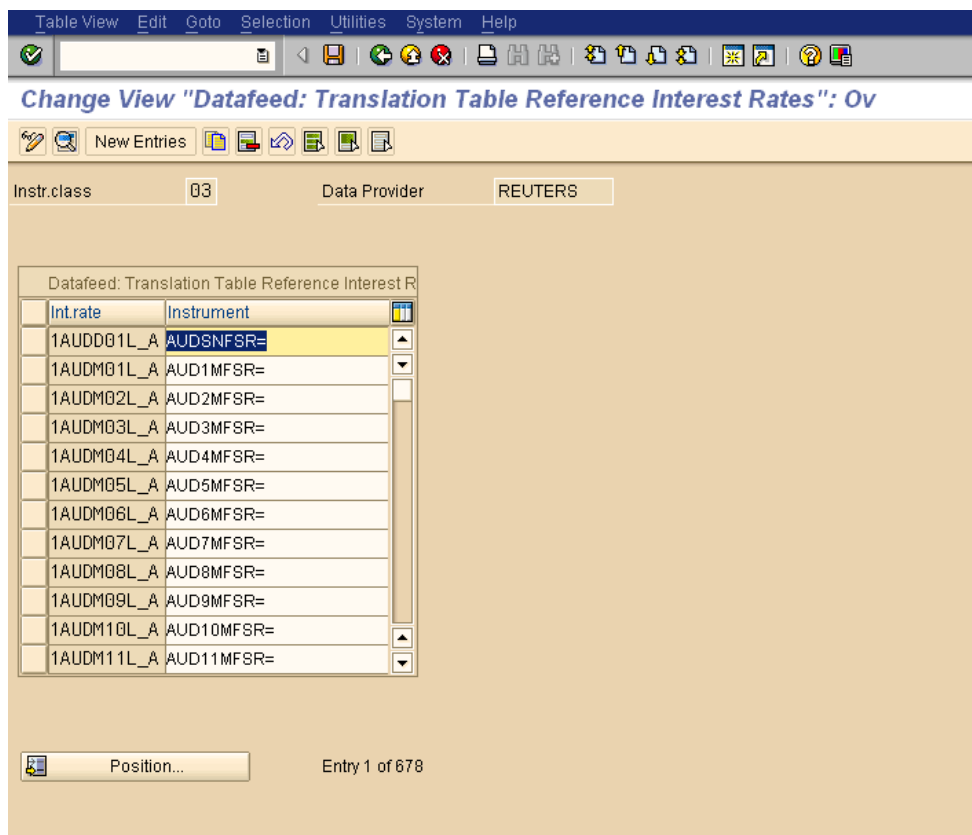 Table View Edit Goto Selection Utilities System Help
Change View "Datafeed: Translation Table Reference Interest Rates": Ov
New Entries
Instr.class 03 Data Provider REUTERS
Datafeed: Translation Table Reference Interest R
Int.rate Instrument
1AUDD01L_A AUDSNFSR=
1AUDM01L_A AUD1MFSR=
1AUDM02L_A AUD2MFSR=
1AUDM03L_A AUD3MFSR=
1AUDM04L_A AUD4MFSR=
1AUDM05L_A AUD5MFSR=
1AUDM06L_A AUD6MFSR=
1AUDM07L_A AUD7MFSR=
1AUDM08L_A AUD8MFSR=
1AUDM09L_A AUD9MFSR=
1AUDM10L_A AUD10MFSR=
1AUDM11L_A AUD11MFSR=
Position... Entry 1 of 678